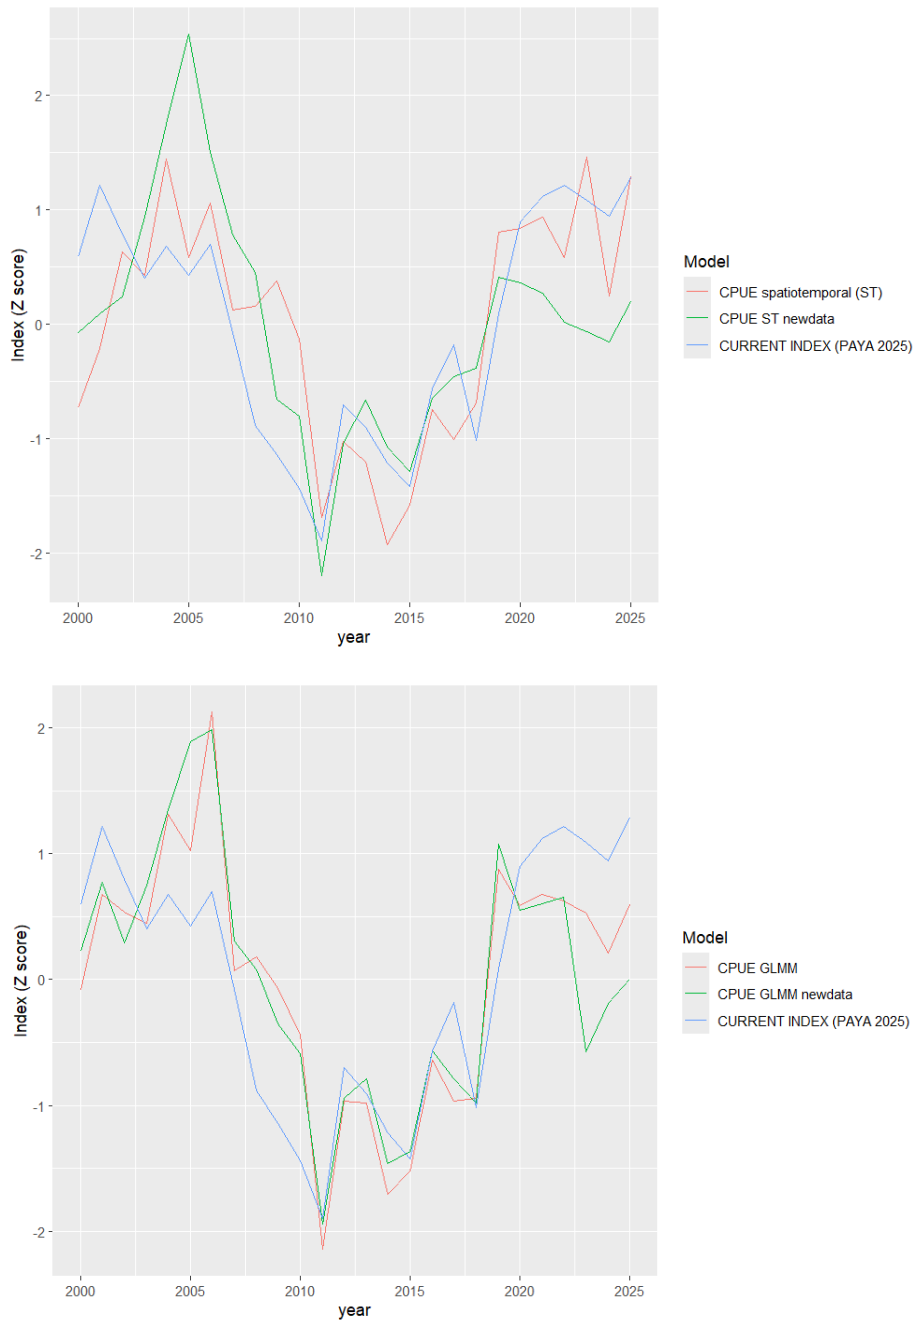 2
1
0
-1
-2
Index (Z score)
2000
2005
2010
2015
2020
2025
year
Model
CPUE spatiotemporal (ST)
CPUE ST newdata
CURRENT INDEX (PAYA 2025)
2
1
0
-1
-2
Index (Z score)
2000
2005
2010
2015
2020
2025
year
Model
CPUE GLMM
CPUE GLMM newdata
CURRENT INDEX (PAYA 2025)